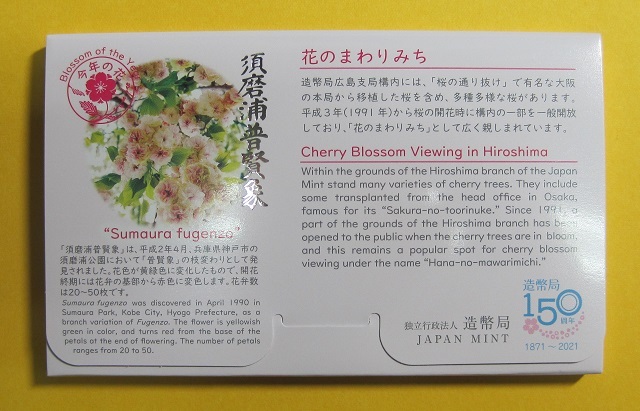 Blossom of the Year
今年の花
須磨浦普賢象
"Sumaura fugenzo"
「須磨浦普賢象」は、平成2年4月、兵庫県神戸市の
須磨浦公園において「普賢象」の枝変わりとして発
見されました。花色が黄緑色に変化したもので、開花
終期には花弁の基部から赤色に変化します。花弁数
は20~50枚です。
Sumaura fugenzo was discovered in April 1990 in
Sumaura Park, Kobe City, Hyogo Prefecture, as a
branch variation of Fugenzo. The flower is yellowish
green in color, and turns red from the base of the
petals at the end of flowering. The number of petals
ranges from 20 to 50.
花のまわりみち
造幣局広島支局構内には、「桜の通り抜け」で有名な大阪
の本局から移植した桜を含め、多種多様な桜があります。
平成3年(1991年)から桜の開花時に構内の一部を一般開放
しており、「花のまわりみち」として広く親しまれています。
Cherry Blossom Viewing in Hiroshima
Within the grounds of the Hiroshima branch of the Japan
Mint stand many varieties of cherry trees. They include
some transplanted from the head office in Osaka,
famous for its "Sakura-no-toorinuke." Since 1991, a
part of the grounds of the Hiroshima branch has been
opened to the public when the cherry trees are in bloom,
and this remains a popular spot for cherry blossom
viewing under the name "Hana-no-mawarimichi."
独立行政法人 造幣局
JAPAN MINT
造幣局
150周年
1871~2021